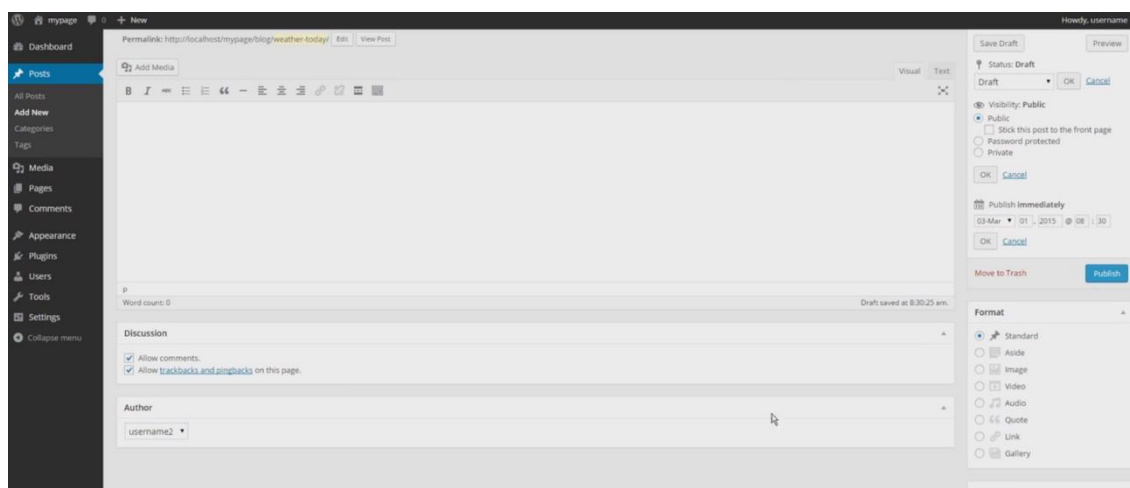 mypage 0 + New Howdy, username
Dashboard
Posts
All Posts
Add New
Categories
Tags
Media
Pages
Comments
Appearance
Plugins
Users
Tools
Settings
Collapse menu
Permalink: http://localhost/mypage/blog/weather-today/ Edit View Post
Add Media
Visual Text
B I ABC
p
Word count: 0 Draft saved at 8:30:25 am.
Discussion
Allow comments.
Allow trackbacks and pingbacks on this page.
Author
username2
Save Draft Preview
Status: Draft
Draft OK Cancel
Visibility: Public
Public
Stick this post to the front page
Password protected
Private
OK Cancel
Publish immediately
03-Mar 01 , 2015 @ 08 : 30
OK Cancel
Move to Trash Publish
Format
Standard
Aside
Image
Video
Audio
Quote
Link
Gallery